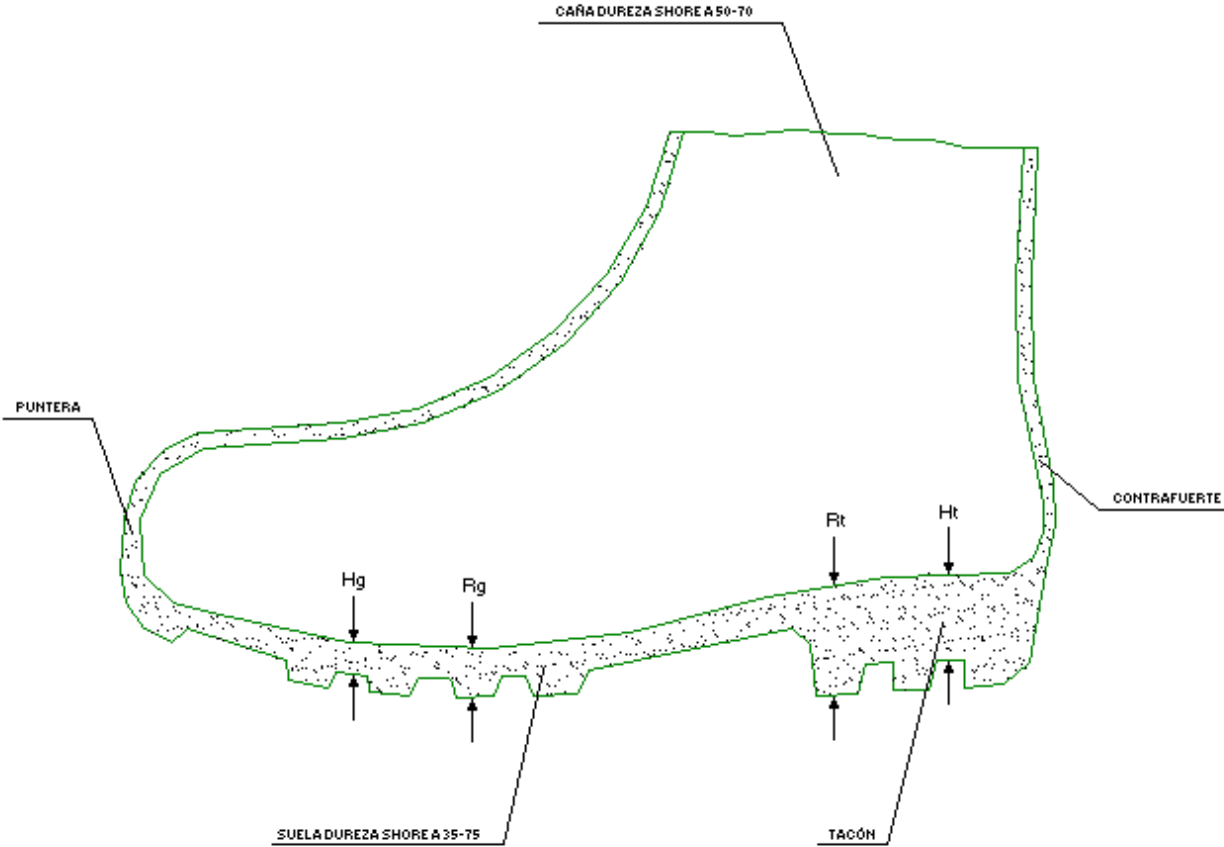 CAÑA DUREZA SHORE A 50-70
PUNTERA
CONTRAFUERTE
Rt
Ht
Hg
Rg
SUELA DUREZA SHORE A 35-75
TACÓN